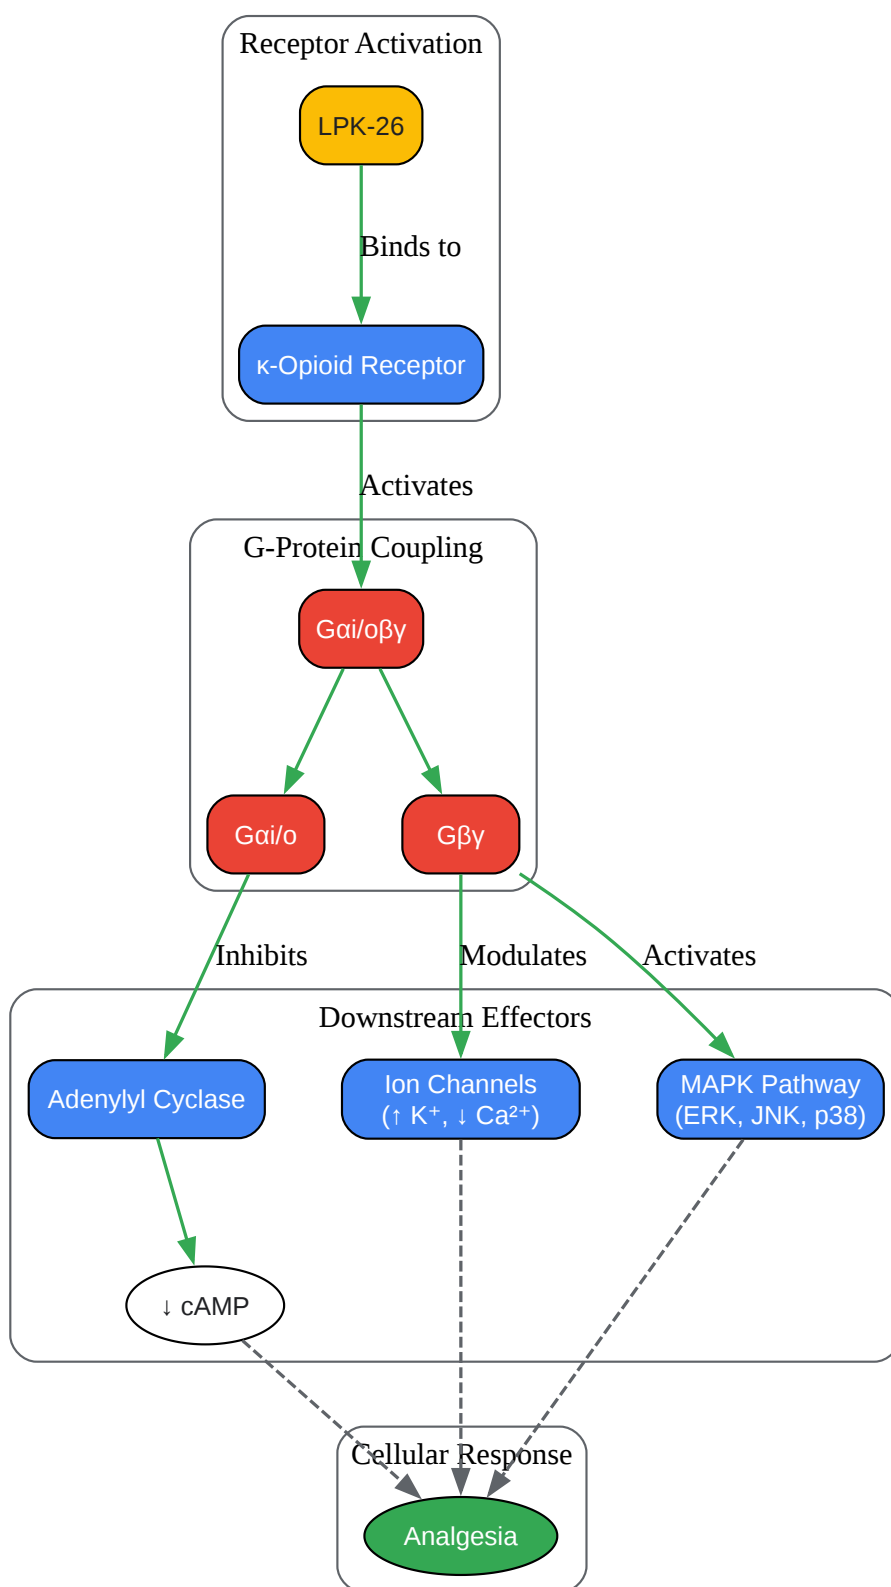 Receptor Activation
LPK-26
Binds to
κ-Opioid Receptor
Activates
G-Protein Coupling
Gαi/oβγ
Gαi/o
Gβγ
Inhibits
Modulates
Activates
Downstream Effectors
Adenylyl Cyclase
Ion Channels
(↑ K⁺, ↓ Ca²⁺)
MAPK Pathway
(ERK, JNK, p38)
↓ cAMP
Cellular Response
Analgesia